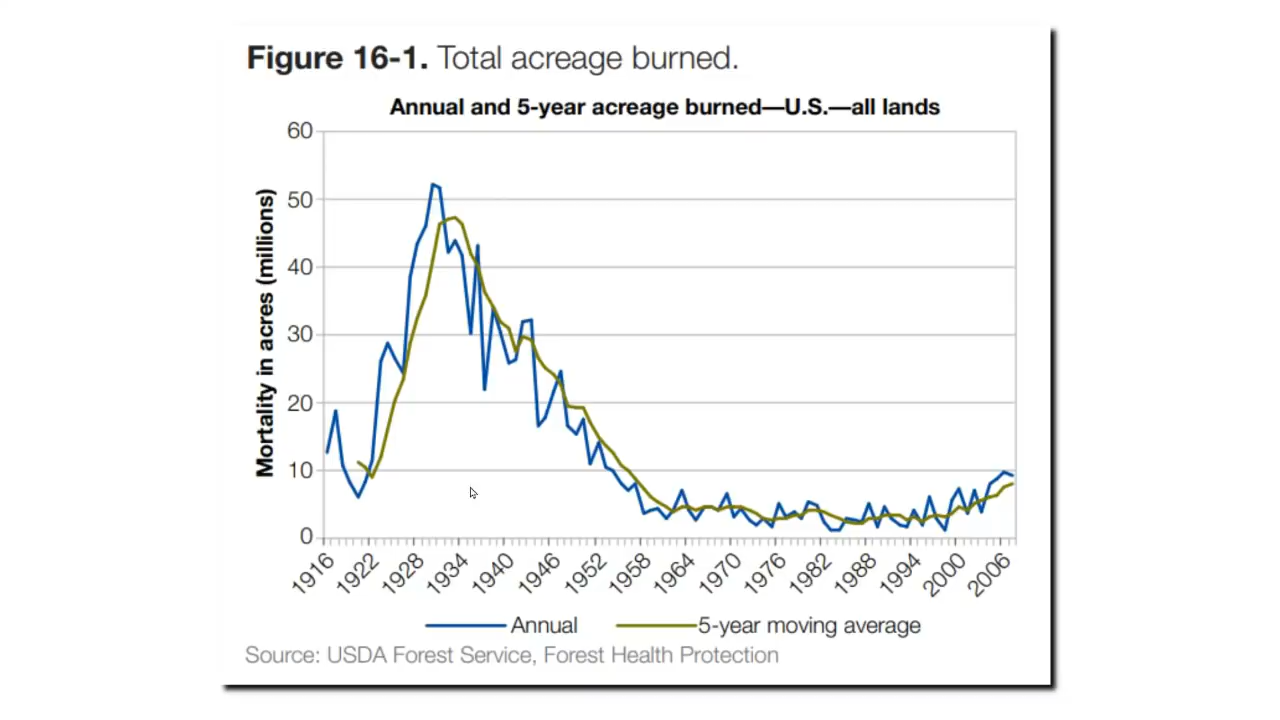 Figure 16-1. Total acreage burned.
Annual and 5-year acreage burned—U.S.—all lands
60
50
40
30
20
10
0
Mortality in acres (millions)
1916 1922 1928 1934 1940 1946 1952 1958 1964 1970 1976 1982 1988 1994 2000 2006
Annual 5-year moving average
Source: USDA Forest Service, Forest Health Protection